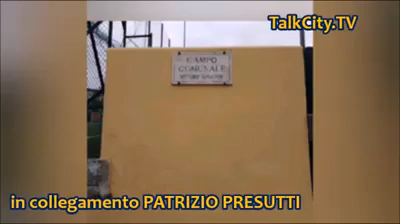 TalkCity.TV
CAMPO
COMUNALE
in collegamento PATRIZIO PRESUTTI